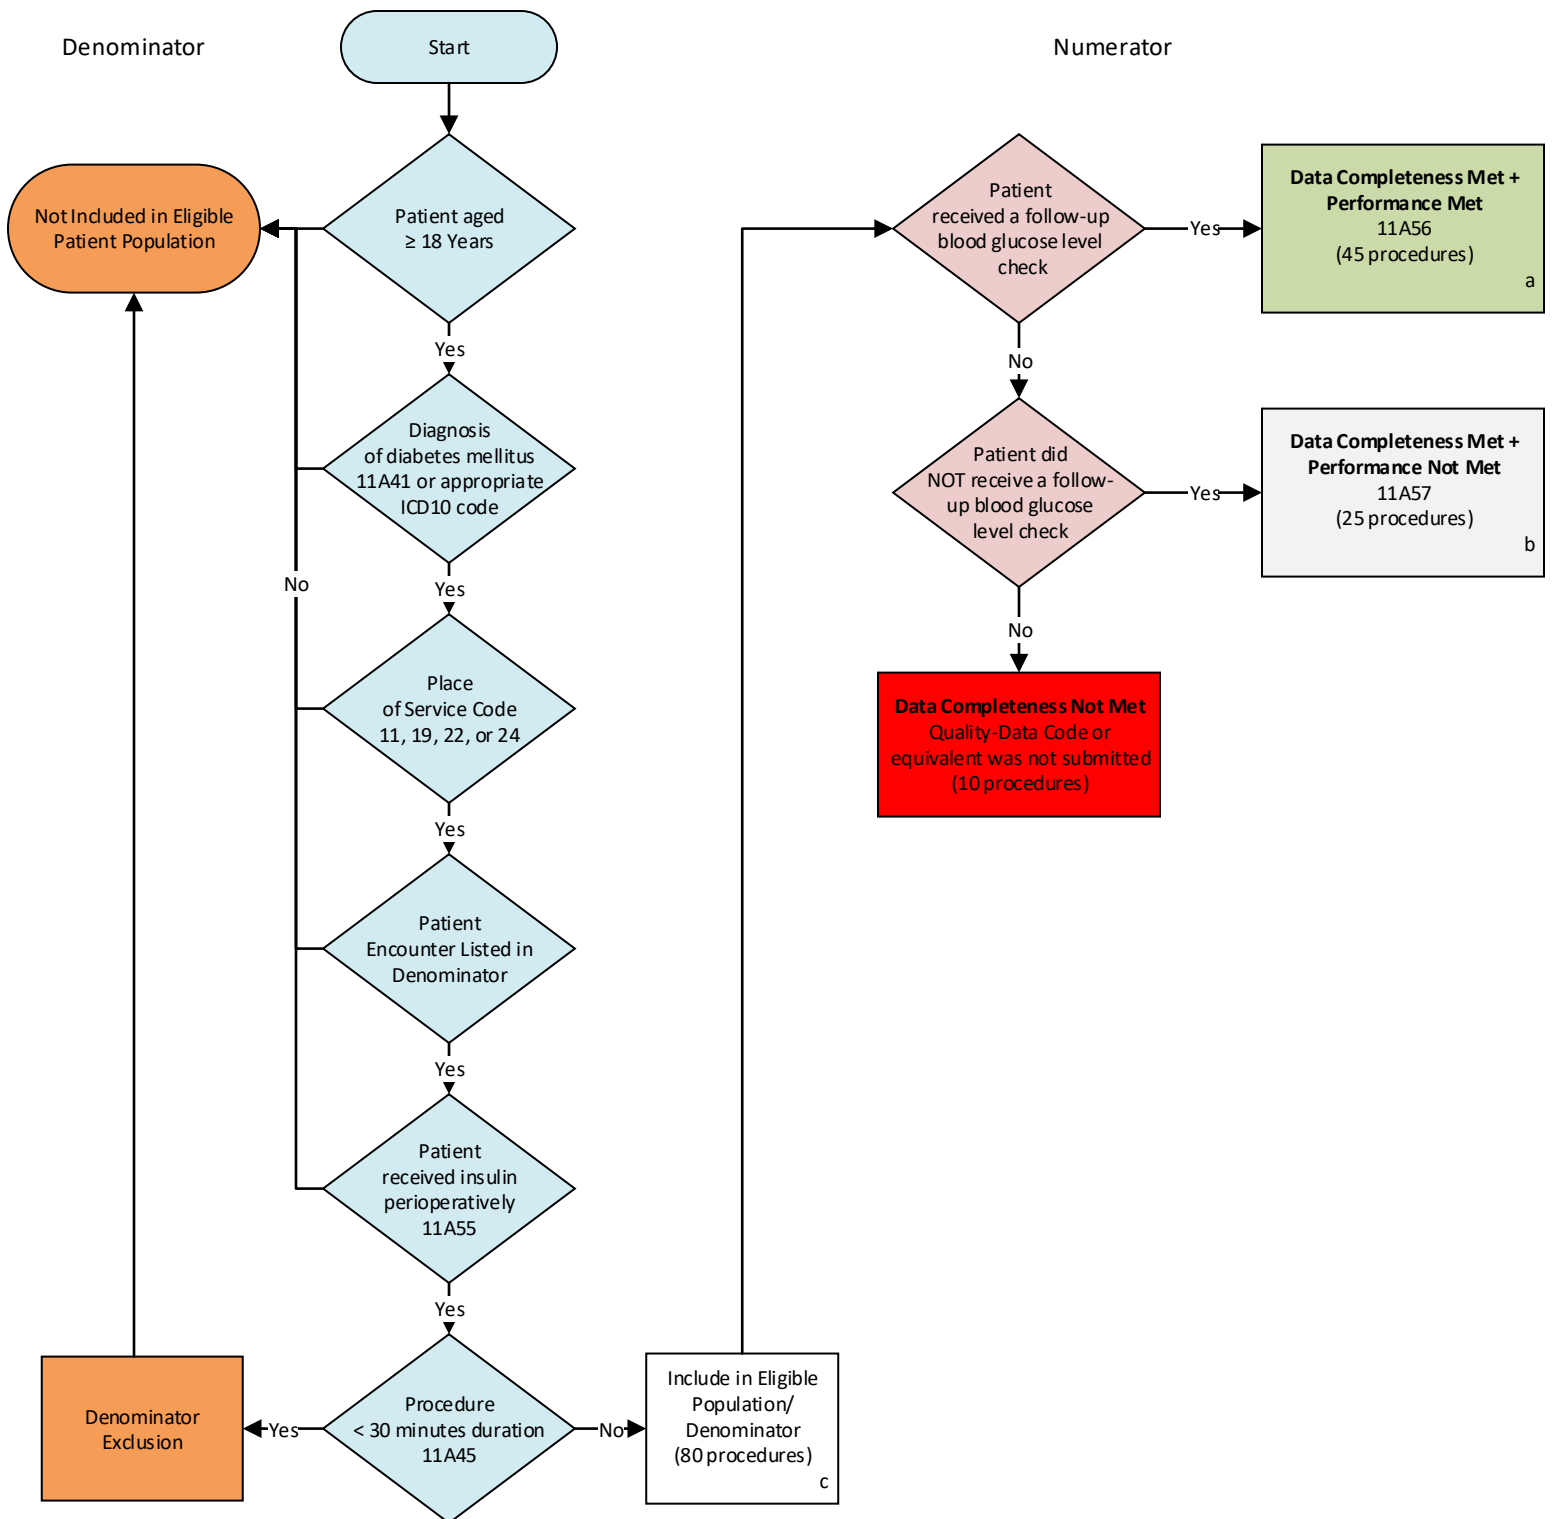 Denominator
Start
Numerator
Patient aged
≥ 18 Years
Not Included in Eligible
Patient Population
Yes
Diagnosis
of diabetes mellitus
11A41 or appropriate
ICD10 code
No
Yes
Place
of Service Code
11, 19, 22, or 24
Yes
Patient
Encounter Listed in
Denominator
Yes
Patient
received insulin
perioperatively
11A55
Yes
Procedure
< 30 minutes duration
11A45
Yes
Denominator
Exclusion
No
Include in Eligible
Population/
Denominator
(80 procedures)
c
Patient
received a follow-up
blood glucose level
check
Yes
Data Completeness Met +
Performance Met
11A56
(45 procedures)
a
No
Patient did
NOT receive a follow-
up blood glucose
level check
Yes
Data Completeness Met +
Performance Not Met
11A57
(25 procedures)
b
No
Data Completeness Not Met
Quality-Data Code or
equivalent was not submitted
(10 procedures)